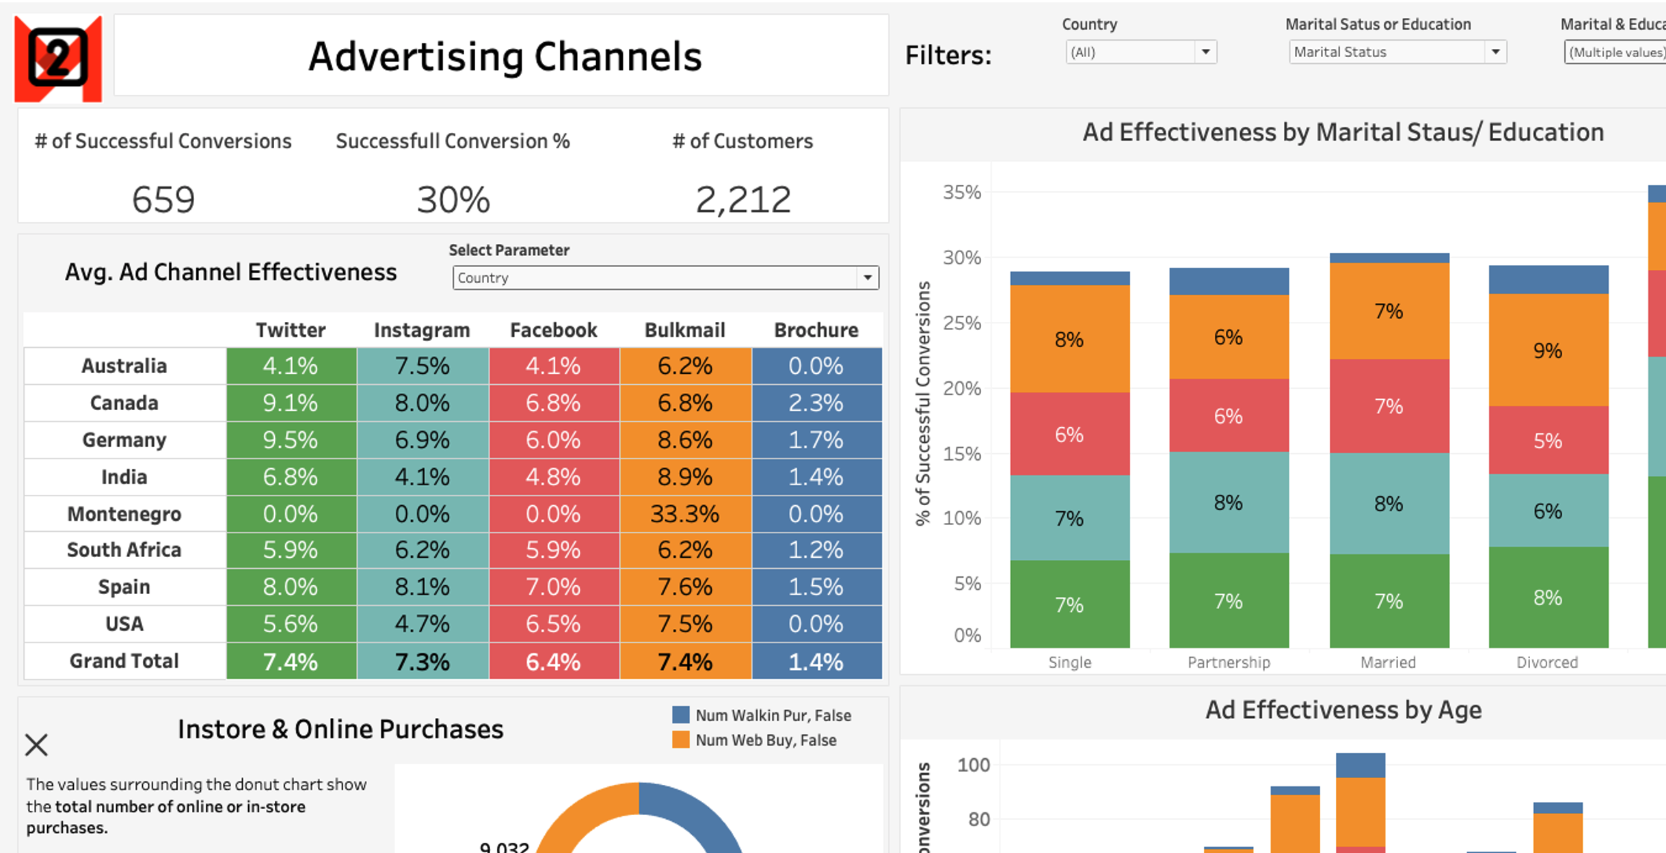 2
Advertising Channels
Filters:
Country
(All)
Marital Satus or Education
Marital Status
Marital & Educa
(Multiple values)
# of Successful Conversions
Successfull Conversion %
# of Customers
659
30%
2,212
Avg. Ad Channel Effectiveness
Select Parameter
Country
Twitter Instagram Facebook Bulkmail Brochure
Australia 4.1% 7.5% 4.1% 6.2% 0.0%
Canada 9.1% 8.0% 6.8% 6.8% 2.3%
Germany 9.5% 6.9% 6.0% 8.6% 1.7%
India 6.8% 4.1% 4.8% 8.9% 1.4%
Montenegro 0.0% 0.0% 0.0% 33.3% 0.0%
South Africa 5.9% 6.2% 5.9% 6.2% 1.2%
Spain 8.0% 8.1% 7.0% 7.6% 1.5%
USA 5.6% 4.7% 6.5% 7.5% 0.0%
Grand Total 7.4% 7.3% 6.4% 7.4% 1.4%
Ad Effectiveness by Marital Staus/ Education
% of Successful Conversions
35%
30%
25%
20%
15%
10%
5%
0%
8% 6% 7% 9%
6% 6% 7% 5%
7% 8% 8% 6%
7% 7% 7% 8%
Single Partnership Married Divorced
Instore & Online Purchases
Num Walkin Pur, False
Num Web Buy, False
The values surrounding the donut chart show
the total number of online or in-store
purchases.
9,032
Ad Effectiveness by Age
onversions
100
80